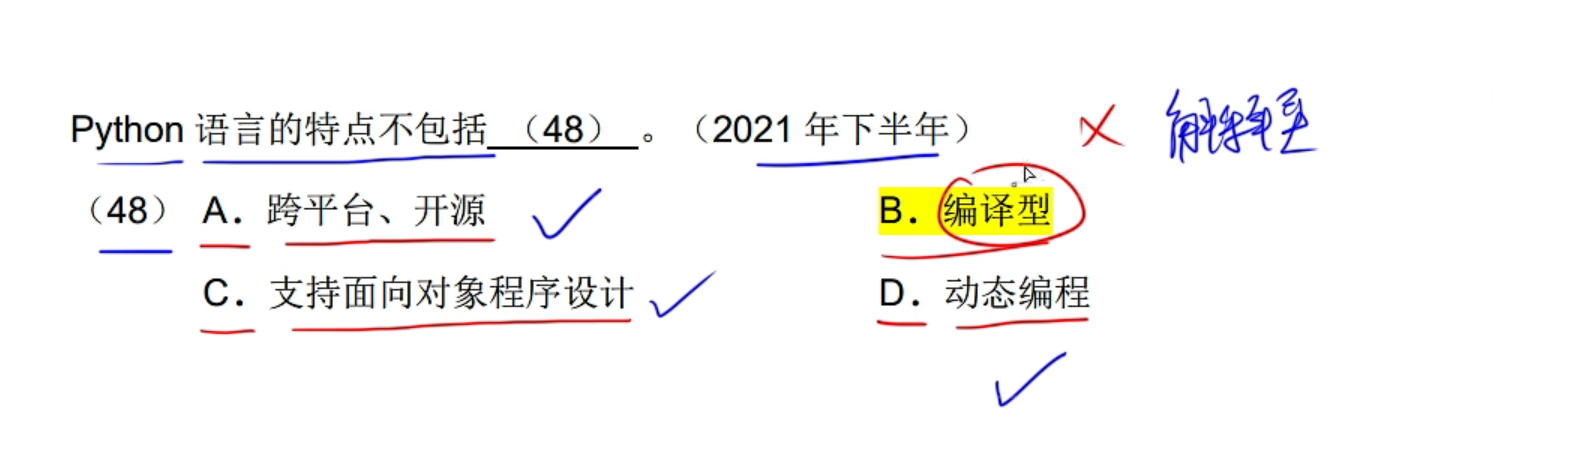 Python 语言的特点不包括 （48） 。（2021 年下半年） 解释型
（48） A. 跨平台、开源 B. 编译型
C. 支持面向对象程序设计 D. 动态编程